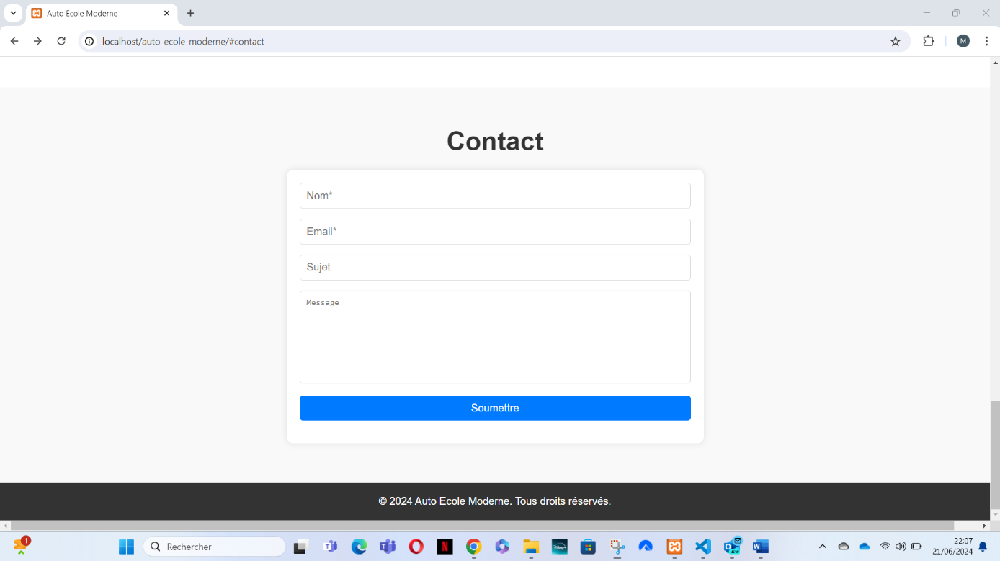 Auto Ecole Moderne
localhost/auto-ecole-moderne/#contact
M
Contact
Nom*
Email*
Sujet
Message
Soumettre
© 2024 Auto Ecole Moderne. Tous droits réservés.
1
Rechercher
22:07
21/06/2024